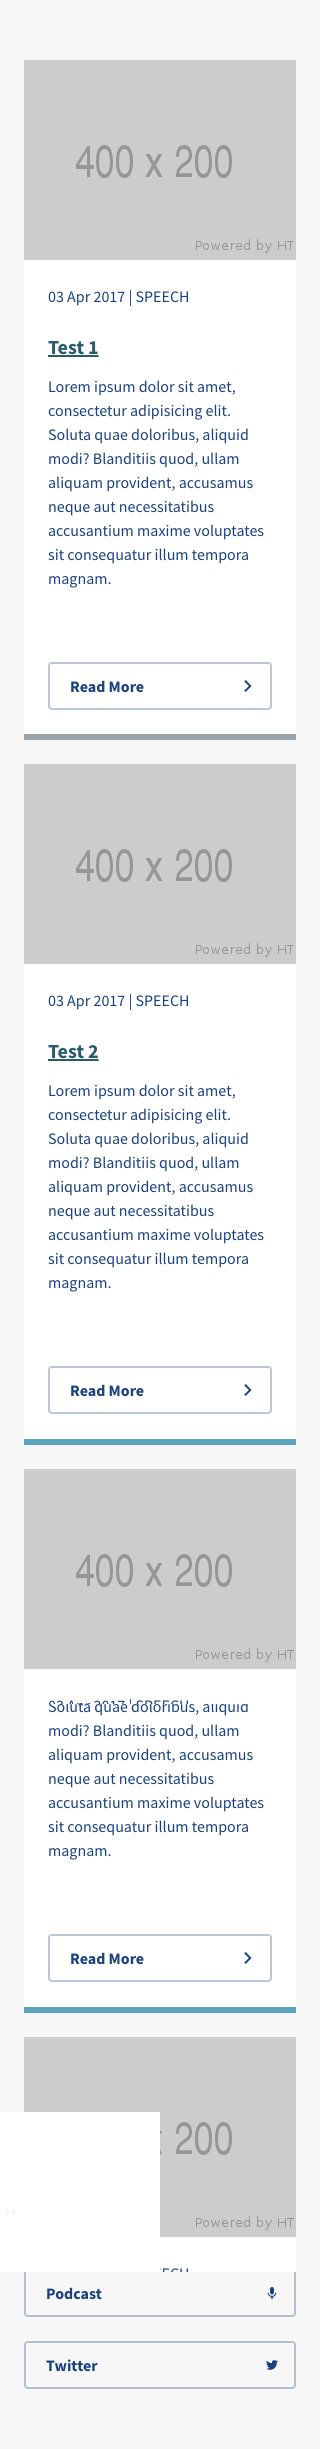 400 x 200
Powered by HT
03 Apr 2017 | SPEECH
Test 1
Lorem ipsum dolor sit amet,
consectetur adipisicing elit.
Soluta quae doloribus, aliquid
modi? Blanditiis quod, ullam
aliquam provident, accusamus
neque aut necessitatibus
accusantium maxime voluptates
sit consequatur illum tempora
magnam.
Read More
400 x 200
Powered by HT
03 Apr 2017 | SPEECH
Test 2
Lorem ipsum dolor sit amet,
consectetur adipisicing elit.
Soluta quae doloribus, aliquid
modi? Blanditiis quod, ullam
aliquam provident, accusamus
neque aut necessitatibus
accusantium maxime voluptates
sit consequatur illum tempora
magnam.
Read More
400 x 200
Powered by HT
Soluta quae doloribus, aliquid
modi? Blanditiis quod, ullam
aliquam provident, accusamus
neque aut necessitatibus
accusantium maxime voluptates
sit consequatur illum tempora
magnam.
Read More
200
Powered by HT
Podcast
Twitter